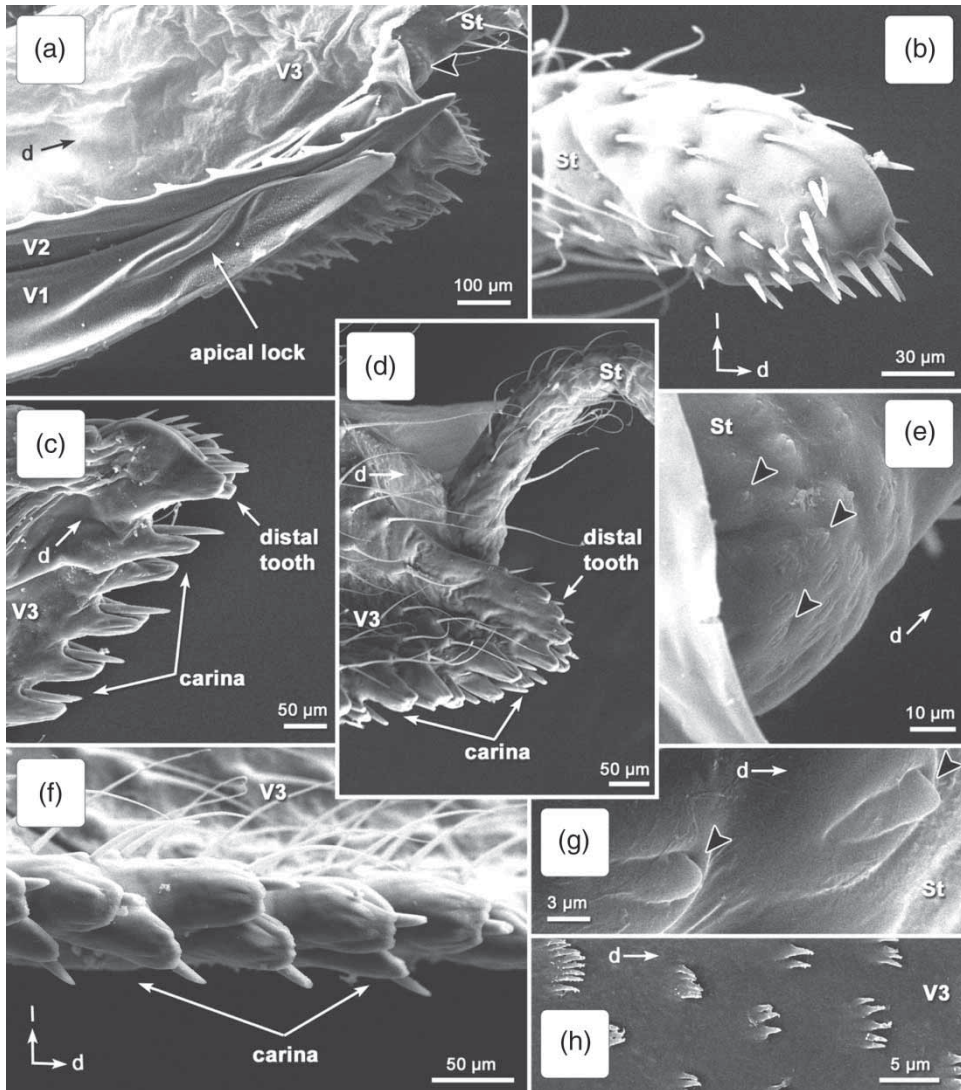 (a)
St
V3
d
V2
V1
100 µm
apical lock
(b)
St
l
d
30 µm
(c)
d
distal
tooth
V3
carina
50 µm
(d)
St
d
distal
tooth
V3
carina
50 µm
(e)
St
d
10 µm
(f)
V3
l
d
carina
50 µm
(g)
d
3 µm
St
(h)
d
V3
5 µm